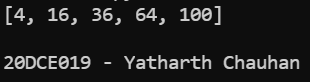 [4, 16, 36, 64, 100]
20DCE019 - Yatharth Chauhan